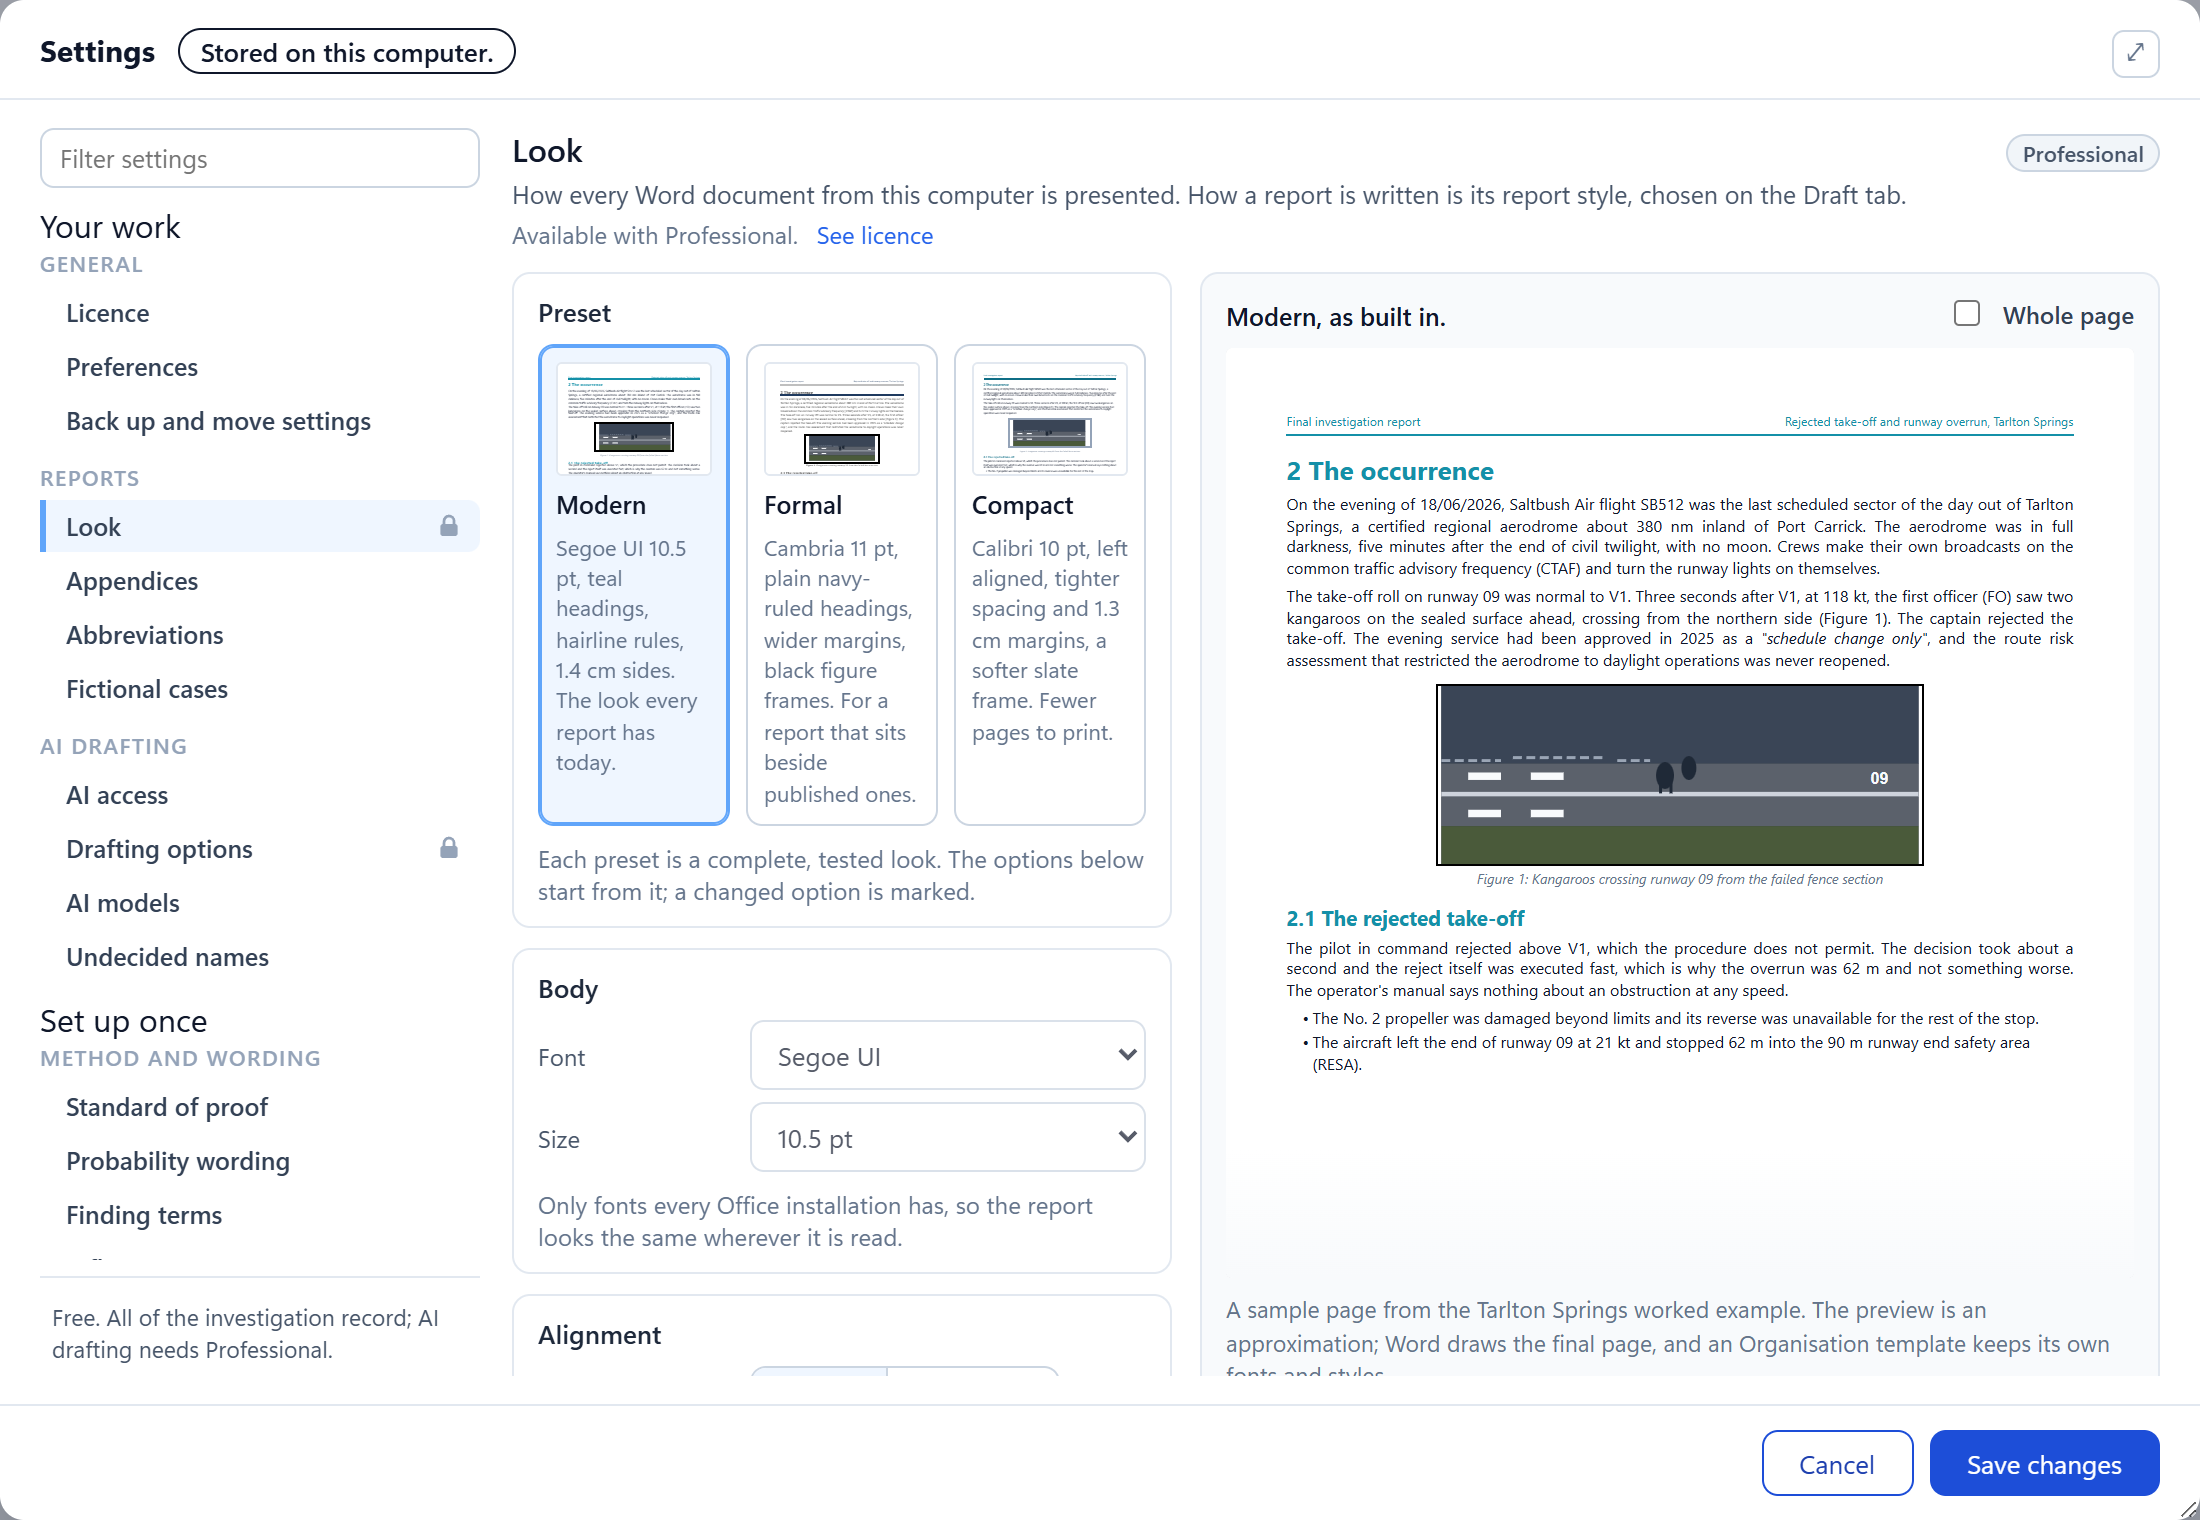 Settings
Stored on this computer.
Filter settings
Your work
GENERAL
Licence
Preferences
Back up and move settings
REPORTS
Look
Appendices
Abbreviations
Fictional cases
AI DRAFTING
AI access
Drafting options
AI models
Undecided names
Set up once
METHOD AND WORDING
Standard of proof
Probability wording
Finding terms
Free. All of the investigation record; AI
drafting needs Professional.
Look
Professional
How every Word document from this computer is presented. How a report is written is its report style, chosen on the Draft tab.
Available with Professional. See licence
Preset
Modern
Segoe UI 10.5
pt, teal
headings,
hairline rules,
1.4 cm sides.
The look every
report has
today.
Formal
Cambria 11 pt,
plain navy-
ruled headings,
wider margins,
black figure
frames. For a
report that sits
beside
published ones.
Compact
Calibri 10 pt, left
aligned, tighter
spacing and 1.3
cm margins, a
softer slate
frame. Fewer
pages to print.
Each preset is a complete, tested look. The options below
start from it; a changed option is marked.
Body
Font
Segoe UI
Size
10.5 pt
Only fonts every Office installation has, so the report
looks the same wherever it is read.
Alignment
Modern, as built in.
Whole page
Final investigation report
Rejected take-off and runway overrun, Tarlton Springs
2 The occurrence
On the evening of 18/06/2026, Saltbush Air flight SB512 was the last scheduled sector of the day out of Tarlton
Springs, a certified regional aerodrome about 380 nm inland of Port Carrick. The aerodrome was in full
darkness, five minutes after the end of civil twilight, with no moon. Crews make their own broadcasts on the
common traffic advisory frequency (CTAF) and turn the runway lights on themselves.
The take-off roll on runway 09 was normal to V1. Three seconds after V1, at 118 kt, the first officer (FO) saw two
kangaroos on the sealed surface ahead, crossing from the northern side (Figure 1). The captain rejected the
take-off. The evening service had been approved in 2025 as a "schedule change only", and the route risk
assessment that restricted the aerodrome to daylight operations was never reopened.
09
Figure 1: Kangaroos crossing runway 09 from the failed fence section
2.1 The rejected take-off
The pilot in command rejected above V1, which the procedure does not permit. The decision took about a
second and the reject itself was executed fast, which is why the overrun was 62 m and not something worse.
The operator's manual says nothing about an obstruction at any speed.
• The No. 2 propeller was damaged beyond limits and its reverse was unavailable for the rest of the stop.
• The aircraft left the end of runway 09 at 21 kt and stopped 62 m into the 90 m runway end safety area
(RESA).
A sample page from the Tarlton Springs worked example. The preview is an
approximation; Word draws the final page, and an Organisation template keeps its own
fonts and styles
Cancel
Save changes